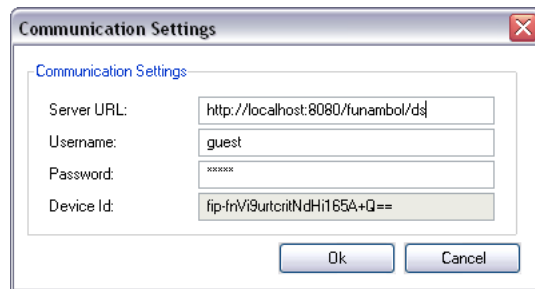 Communication Settings
Communication Settings
Server URL: http://localhost:8080/funambol/ds
Username: guest
Password: *****
Device Id: fip-fnVi9urtcritNdHi165A+Q==
Ok Cancel